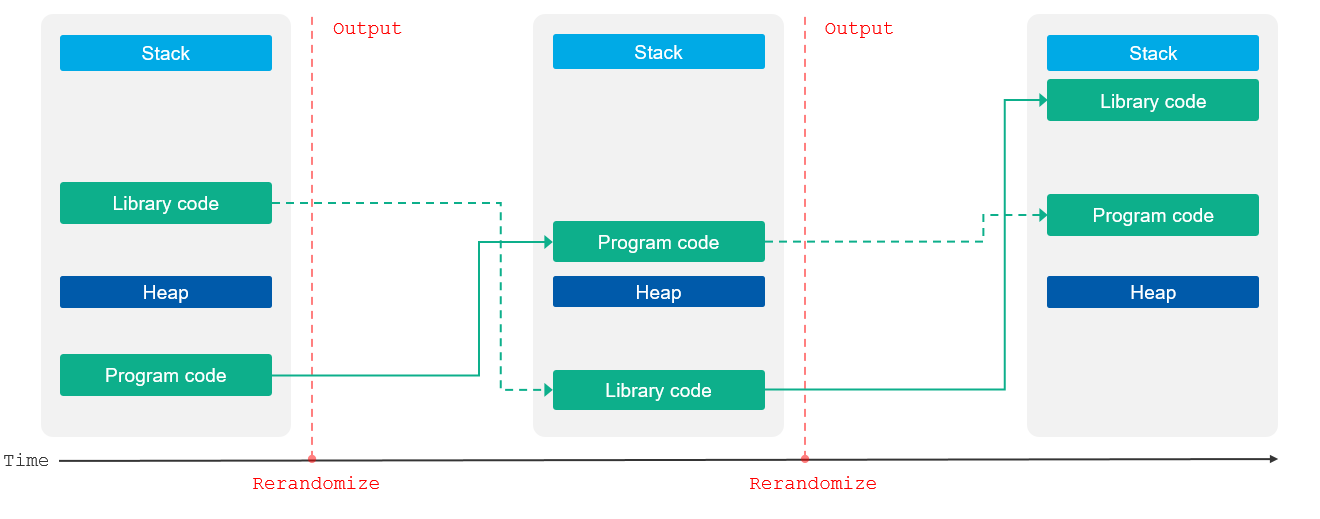 Output
Output
Stack
Stack
Stack
Library code
Library code
Program code
Program code
Heap
Heap
Heap
Program code
Library code
Time
Rerandomize
Rerandomize